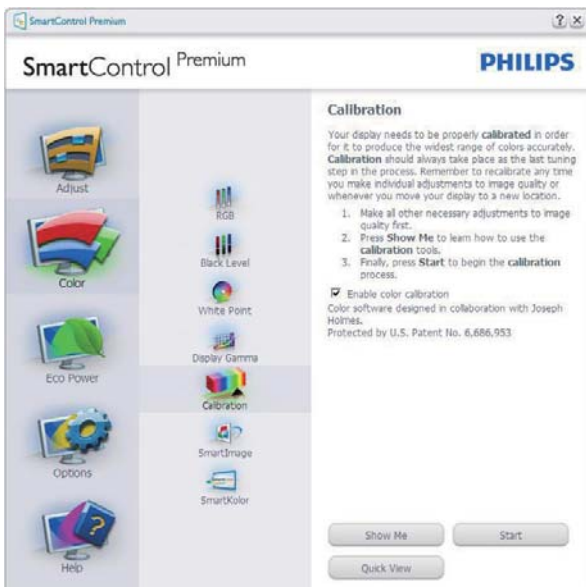 SmartControl Premium
SmartControl Premium
PHILIPS
Adjust
Color
Eco Power
Options
Help
RGB
Black Level
White Point
Display Gamma
Calibration
SmartImage
SmartKolor
Calibration
Your display needs to be properly calibrated in order
for it to produce the widest range of colors accurately.
Calibration should always take place as the last tuning
step in the process. Remember to recalibrate any time
you make individual adjustments to image quality or
whenever you move your display to a new location.
1. Make all other necessary adjustments to image
quality first.
2. Press Show Me to learn how to use the
calibration tools.
3. Finally, press Start to begin the calibration
process.
Enable color calibration
Color software designed in collaboration with Joseph
Holmes.
Protected by U.S. Patent No. 6,686,953
Show Me
Start
Quick View